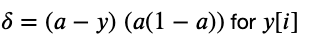 δ = (a − y) (a(1 − a)) for y[i]